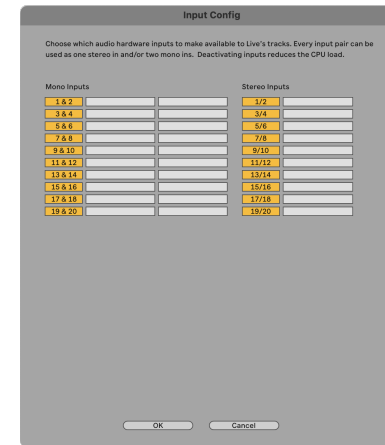 Input Config
Choose which audio hardware inputs to make available to Live's tracks. Every input pair can be
used as one stereo in and/or two mono ins. Deactivating inputs reduces the CPU load.
Mono Inputs
1 & 2
3 & 4
5 & 6
7 & 8
9 & 10
11 & 12
13 & 14
15 & 16
17 & 18
19 & 20
Stereo Inputs
1/2
3/4
5/6
7/8
9/10
11/12
13/14
15/16
17/18
19/20
OK
Cancel